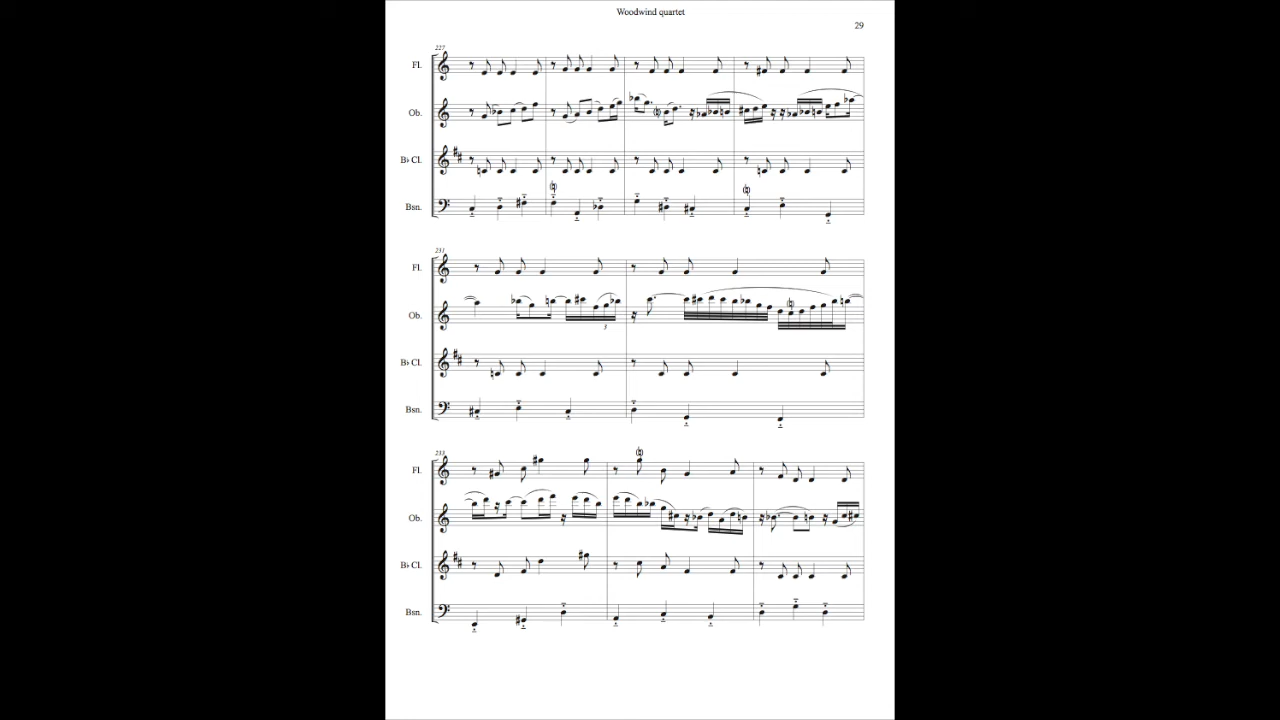 Woodwind quartet
29
227
Fl.
Ob.
B♭ Cl.
Bsn.
231
Fl.
Ob.
3
B♭ Cl.
Bsn.
233
Fl.
Ob.
B♭ Cl.
Bsn.